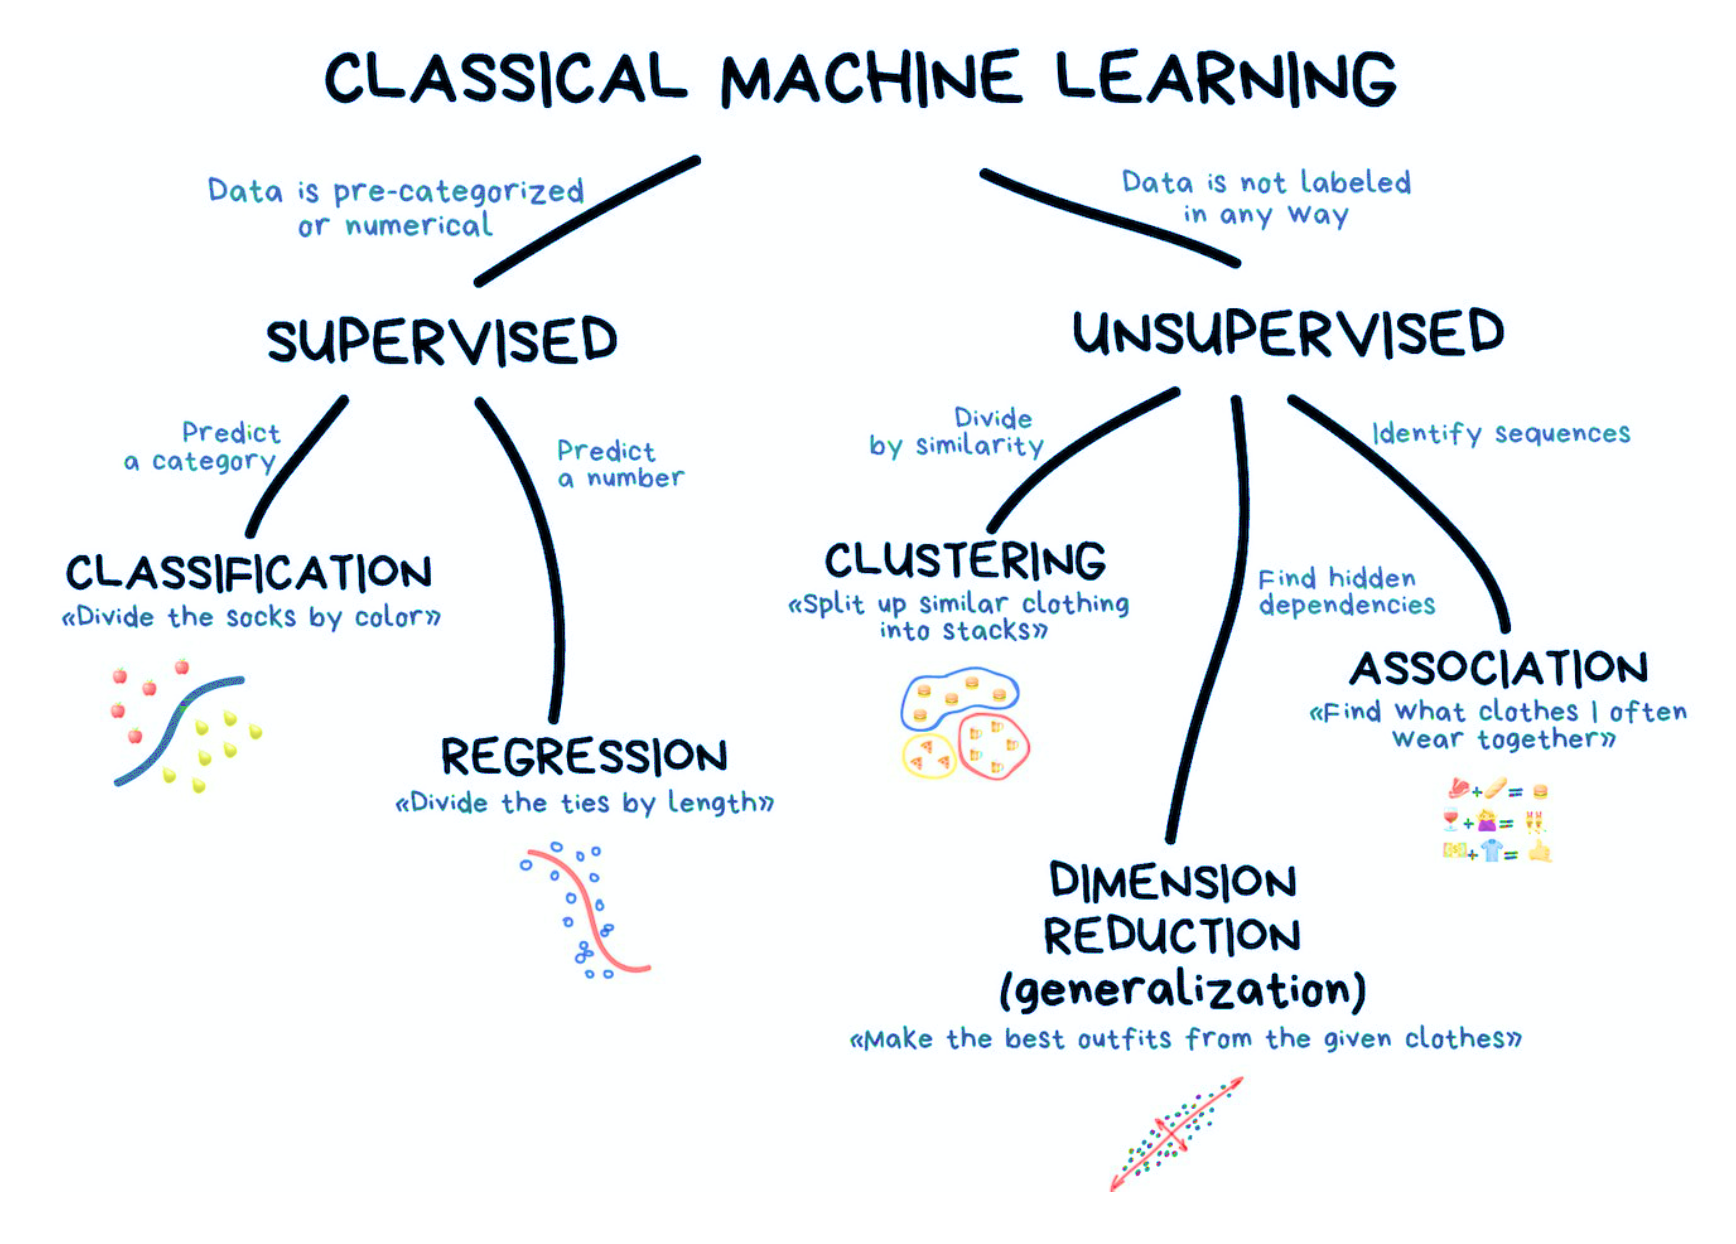 CLASSICAL MACHINE LEARNING
Data is pre-categorized
or numerical
Data is not labeled
in any way
SUPERVISED
UNSUPERVISED
Predict
a category
Predict
a number
Divide
by similarity
Identify sequences
CLASSIFICATION
«Divide the socks by color»
CLUSTERING
«Split up similar clothing
into stacks»
Find hidden
dependencies
ASSOCIATION
«Find what clothes I often
wear together»
REGRESSION
«Divide the ties by length»
DIMENSION
REDUCTION
(generalization)
«Make the best outfits from the given clothes»